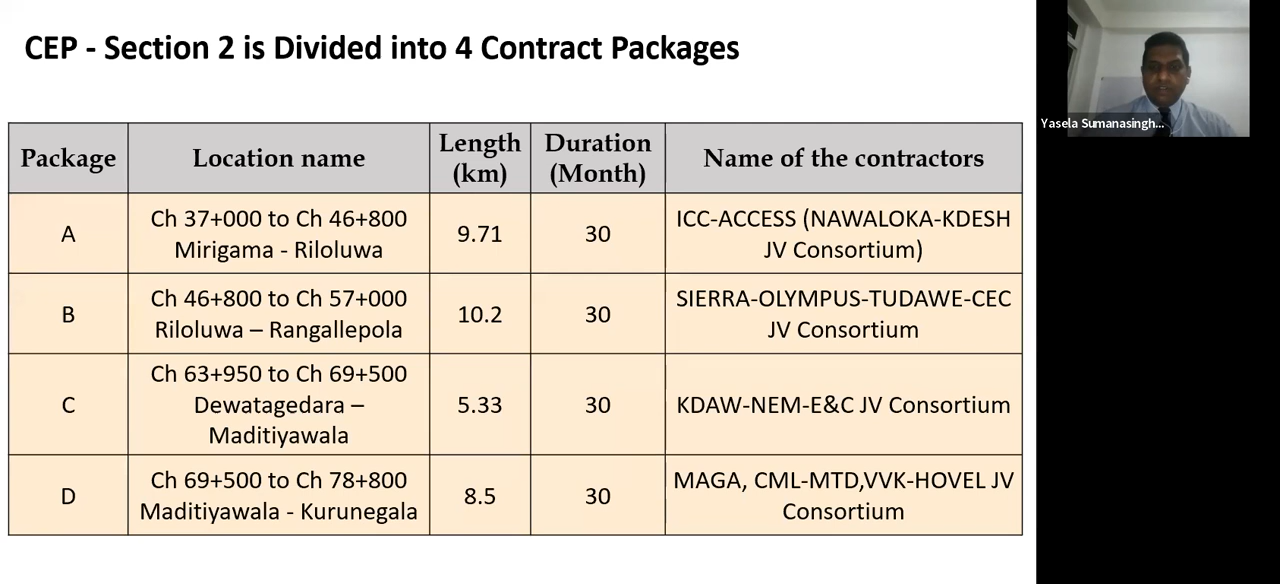 CEP - Section 2 is Divided into 4 Contract Packages
Yasela Sumanasingh...
Package
Location name
Length
(km)
Duration
(Month)
Name of the contractors
A
Ch 37+000 to Ch 46+800
Mirigama - Riloluwa
9.71
30
ICC-ACCESS (NAWALOKA-KDESH
JV Consortium)
B
Ch 46+800 to Ch 57+000
Riloluwa – Rangallepola
10.2
30
SIERRA-OLYMPUS-TUDAWE-CEC
JV Consortium
C
Ch 63+950 to Ch 69+500
Dewatagedara –
Maditiyawala
5.33
30
KDAW-NEM-E&C JV Consortium
D
Ch 69+500 to Ch 78+800
Maditiyawala - Kurunegala
8.5
30
MAGA, CML-MTD,VVK-HOVEL JV
Consortium